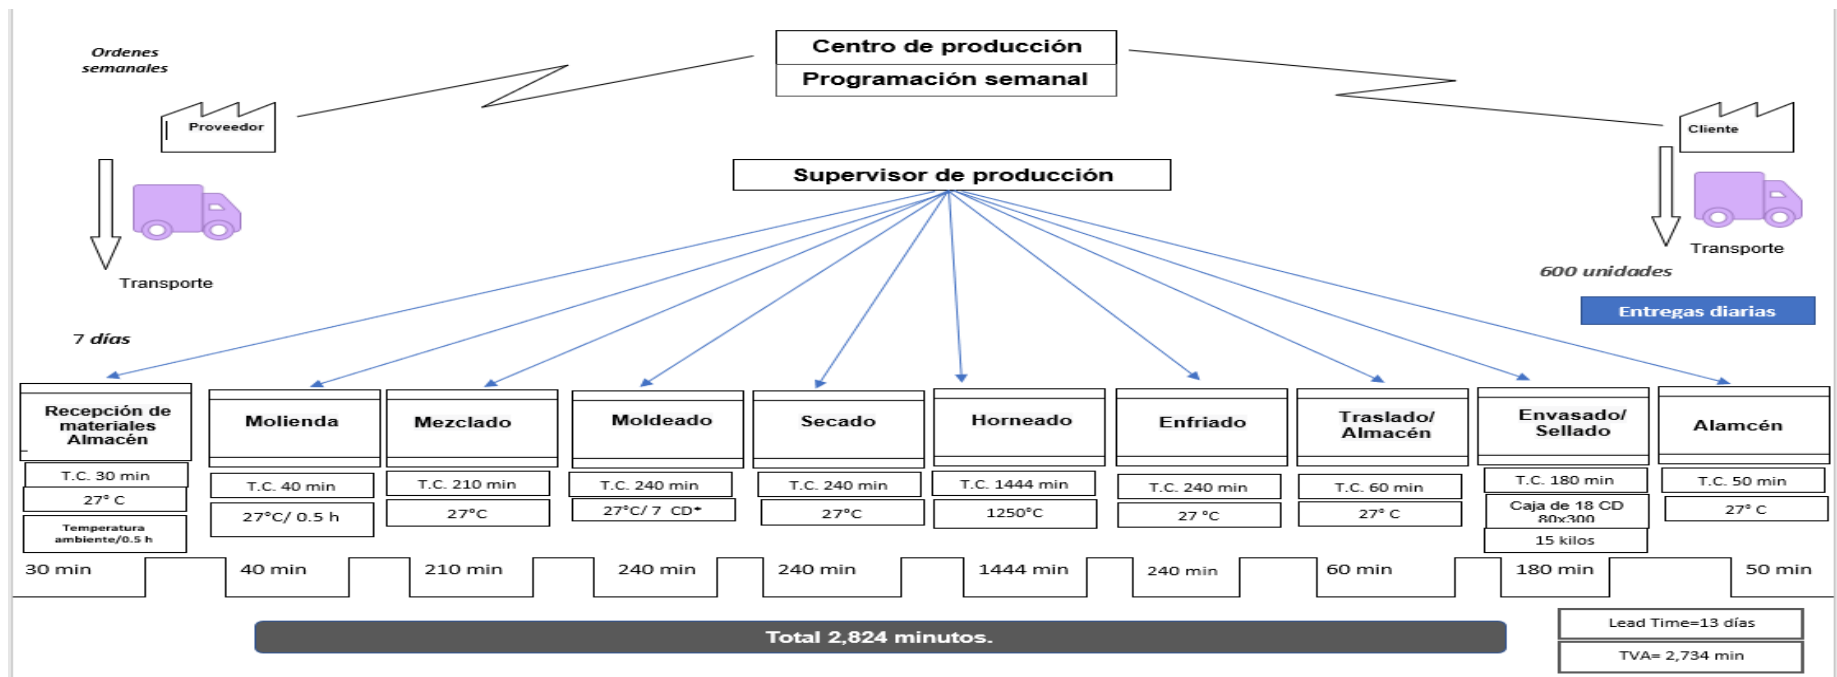 Ordenes
semanales
Centro de producción
Programación semanal
Proveedor
Cliente
Supervisor de producción
Transporte
Transporte
600 unidades
Entregas diarias
7 días
Recepción de
materiales
Almacén
T.C. 30 min
27° C
Temperatura
ambiente/0.5 h
Molienda
T.C. 40 min
27°C/ 0.5 h
Mezclado
T.C. 210 min
27°C
Moldeado
T.C. 240 min
27°C/ 7 CD*
Secado
T.C. 240 min
27°C
Horneado
T.C. 1444 min
1250°C
Enfriado
T.C. 240 min
27 °C
Traslado/
Almacén
T.C. 60 min
27° C
Envasado/
Sellado
T.C. 180 min
Caja de 18 CD
80x300
15 kilos
Alamcén
T.C. 50 min
27° C
30 min
40 min
210 min
240 min
240 min
1444 min
240 min
60 min
180 min
50 min
Total 2,824 minutos.
Lead Time=13 días
TVA= 2,734 min